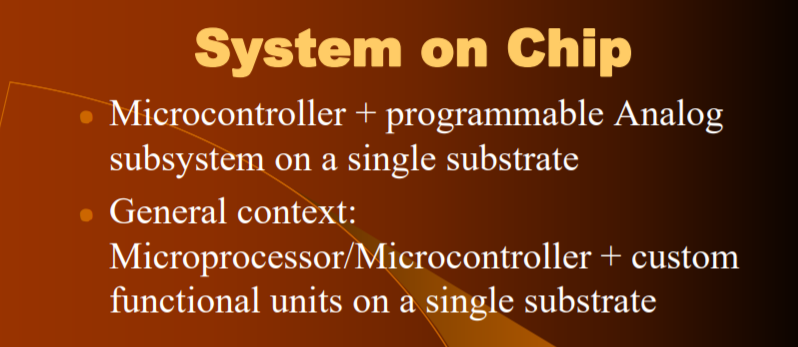 System on Chip
Microcontroller + programmable Analog
subsystem on a single substrate
General context:
Microprocessor/Microcontroller + custom
functional units on a single substrate